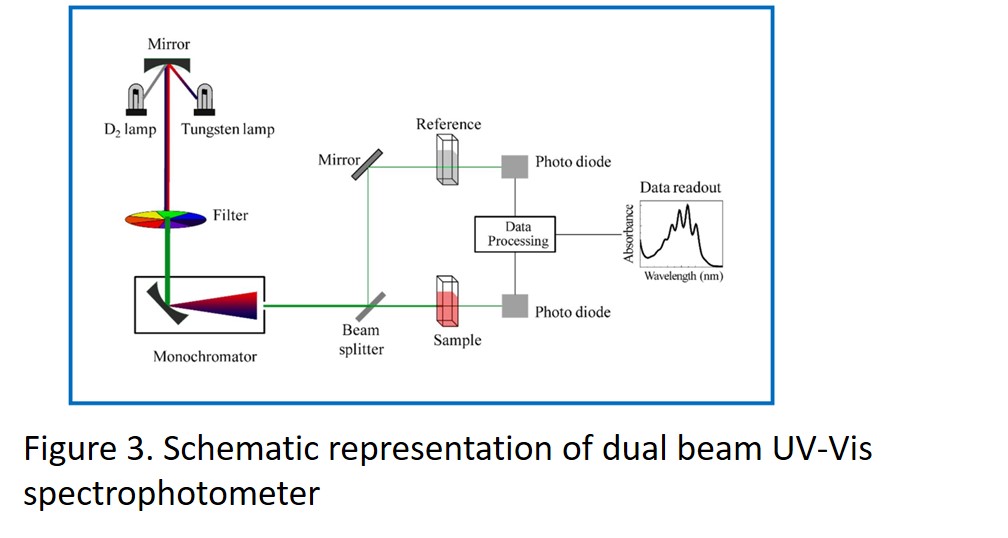 Mirror
D2 lamp
Tungsten lamp
Filter
Monochromator
Mirror
Beam
splitter
Reference
Sample
Photo diode
Data
Processing
Photo diode
Data readout
Absorbance
Wavelength (nm)
Figure 3. Schematic representation of dual beam UV-Vis
spectrophotometer